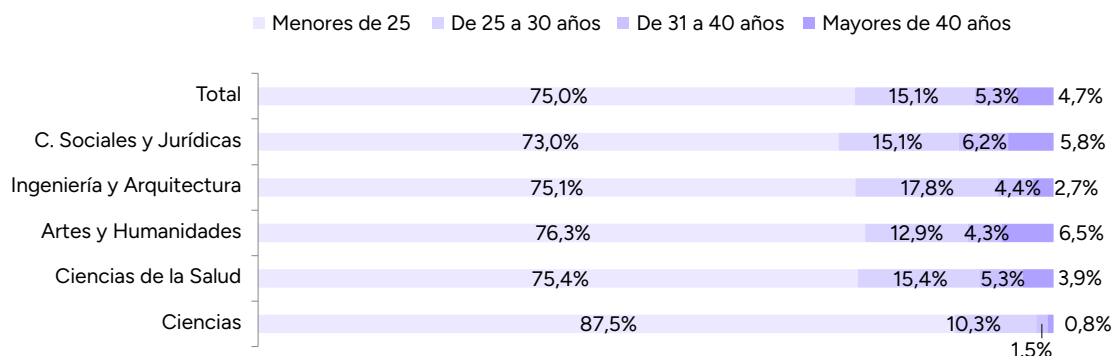 Menores de 25 De 25 a 30 años De 31 a 40 años Mayores de 40 años
Total 75,0% 15,1% 5,3% 4,7%
C. Sociales y Jurídicas 73,0% 15,1% 6,2% 5,8%
Ingeniería y Arquitectura 75,1% 17,8% 4,4% 2,7%
Artes y Humanidades 76,3% 12,9% 4,3% 6,5%
Ciencias de la Salud 75,4% 15,4% 5,3% 3,9%
Ciencias 87,5% 10,3% 0,8%
1,5%